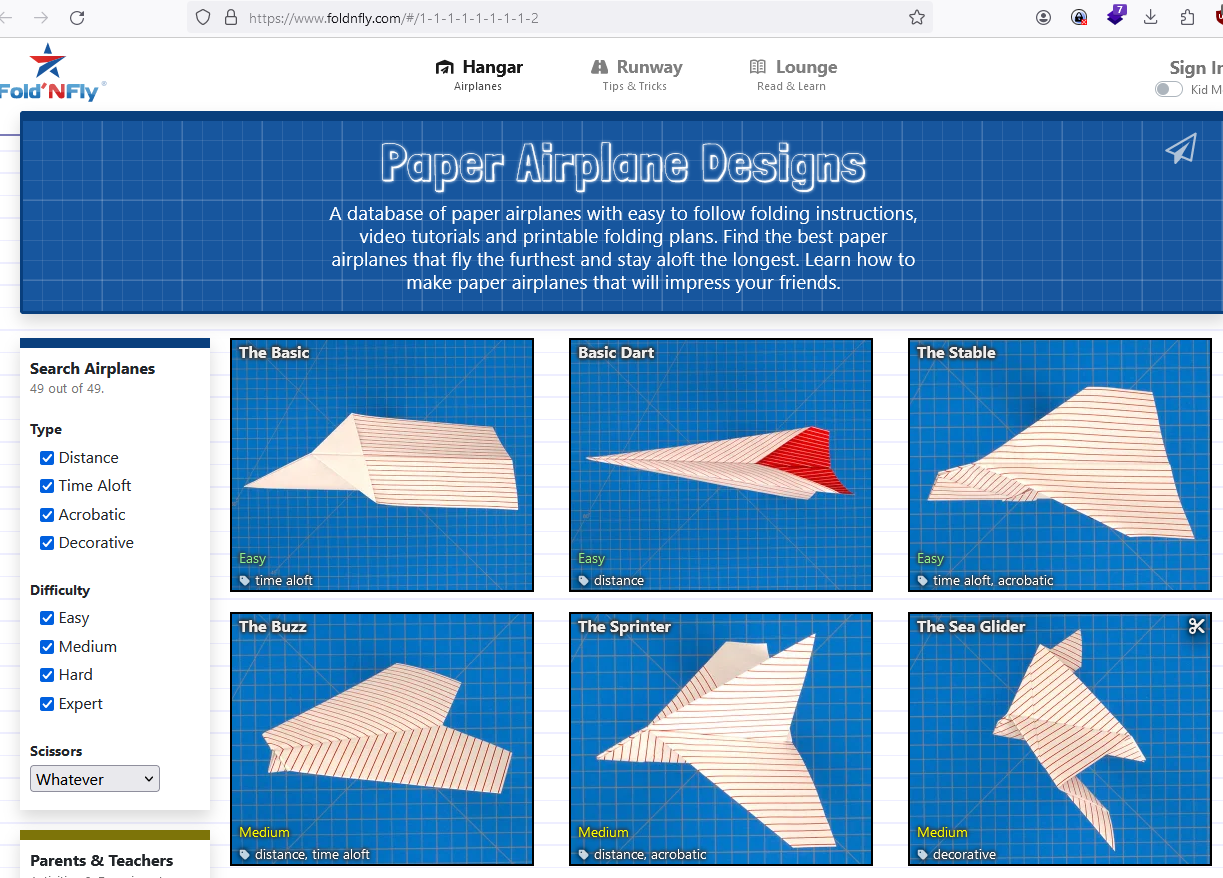 https://www.foldnfly.com/#/1-1-1-1-1-1-1-1-2
7
Fold'NFly®
Hangar
Airplanes
Runway
Tips & Tricks
Lounge
Read & Learn
Sign In
Kid M
Paper Airplane Designs
A database of paper airplanes with easy to follow folding instructions,
video tutorials and printable folding plans. Find the best paper
airplanes that fly the furthest and stay aloft the longest. Learn how to
make paper airplanes that will impress your friends.
Search Airplanes
49 out of 49.
Type
Distance
Time Aloft
Acrobatic
Decorative
Difficulty
Easy
Medium
Hard
Expert
Scissors
Whatever
Parents & Teachers
The Basic
Easy
time aloft
Basic Dart
Easy
distance
The Stable
Easy
time aloft, acrobatic
The Buzz
Medium
distance, time aloft
The Sprinter
Medium
distance, acrobatic
The Sea Glider
Medium
decorative